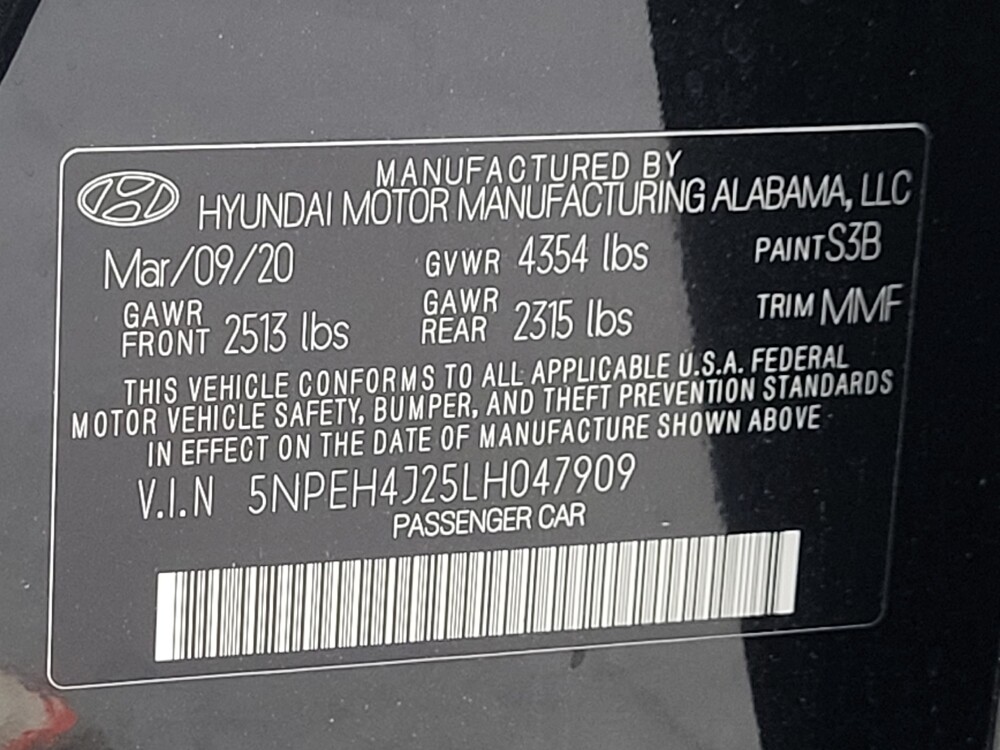 MANUFACTURED BY
HYUNDAI MOTOR MANUFACTURING ALABAMA, LLC
Mar/09/20 GVWR 4354 lbs PAINT S3B
GAWR FRONT 2513 lbs GAWR REAR 2315 lbs TRIM MMF
THIS VEHICLE CONFORMS TO ALL APPLICABLE U.S.A. FEDERAL
MOTOR VEHICLE SAFETY, BUMPER, AND THEFT PREVENTION STANDARDS
IN EFFECT ON THE DATE OF MANUFACTURE SHOWN ABOVE
V.I.N 5NPEH4J25LH047909
PASSENGER CAR